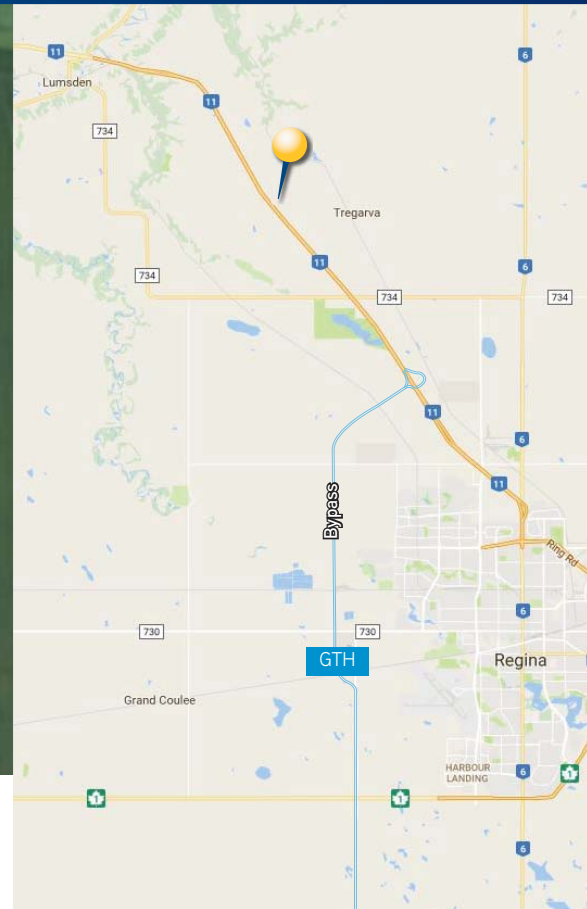 11
6
Lumsden
11
734
Tregarva
734
11
6
734
734
11
6
11
Bypass
Ring Rd
6
730
730
GTH
Regina
Grand Coulee
HARBOUR
LANDING
6
1
1
1
6